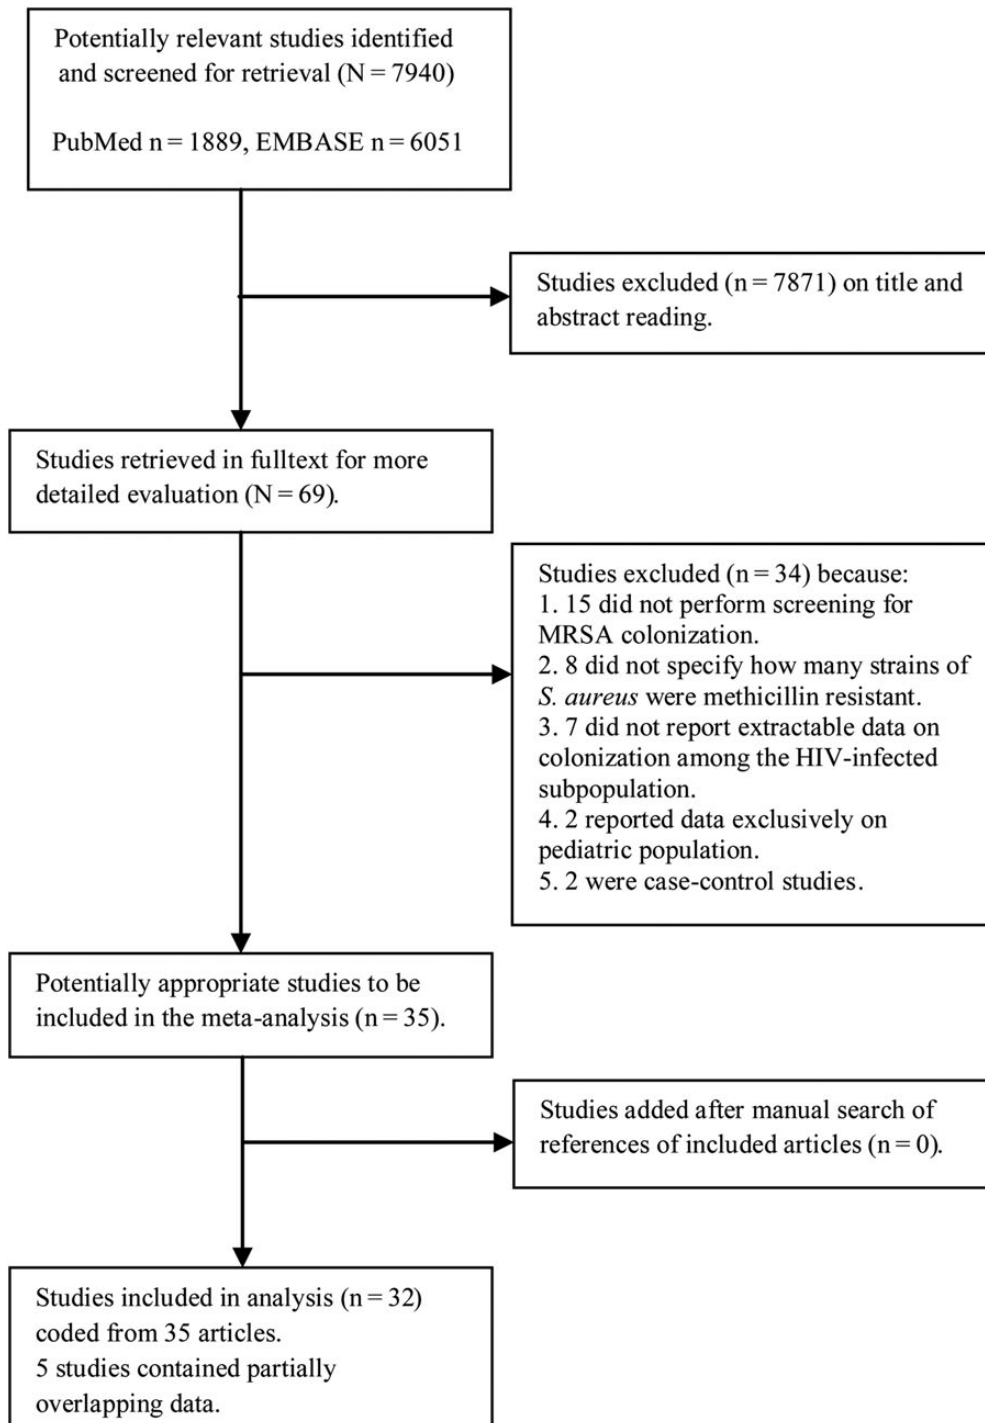 Potentially relevant studies identified
and screened for retrieval (N = 7940)
PubMed n = 1889, EMBASE n = 6051
Studies excluded (n = 7871) on title and
abstract reading.
Studies retrieved in fulltext for more
detailed evaluation (N = 69).
Studies excluded (n = 34) because:
1. 15 did not perform screening for
MRSA colonization.
2. 8 did not specify how many strains of
S. aureus were methicillin resistant.
3. 7 did not report extractable data on
colonization among the HIV-infected
subpopulation.
4. 2 reported data exclusively on
pediatric population.
5. 2 were case-control studies.
Potentially appropriate studies to be
included in the meta-analysis (n = 35).
Studies added after manual search of
references of included articles (n = 0).
Studies included in analysis (n = 32)
coded from 35 articles.
5 studies contained partially
overlapping data.